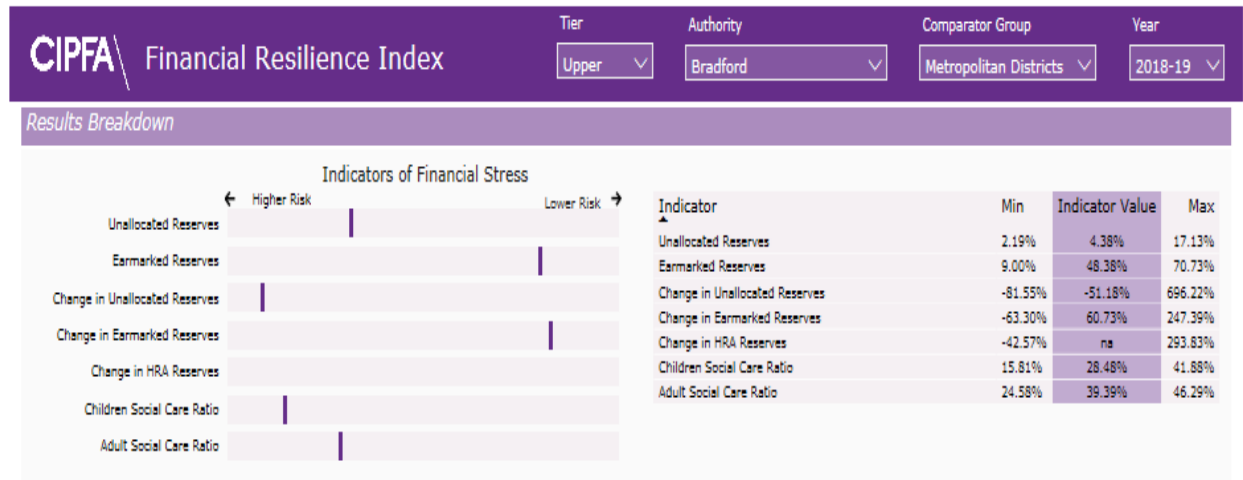 Tier Authority Comparator Group Year
CIPFA\ Financial Resilience Index
Upper Bradford Metropolitan Districts 2018-19
Results Breakdown
Indicators of Financial Stress
Higher Risk Lower Risk
Unallocated Reserves
Earmarked Reserves
Change in Unallocated Reserves
Change in Earmarked Reserves
Change in HRA Reserves
Children Social Care Ratio
Adult Social Care Ratio
Indicator Min Indicator Value Max
Unallocated Reserves 2.19% 4.38% 17.13%
Earmarked Reserves 9.00% 48.38% 70.73%
Change in Unallocated Reserves -81.55% -51.18% 696.22%
Change in Earmarked Reserves -63.30% 60.73% 247.39%
Change in HRA Reserves -42.57% na 293.83%
Children Social Care Ratio 15.81% 28.48% 41.88%
Adult Social Care Ratio 24.58% 39.39% 46.29%